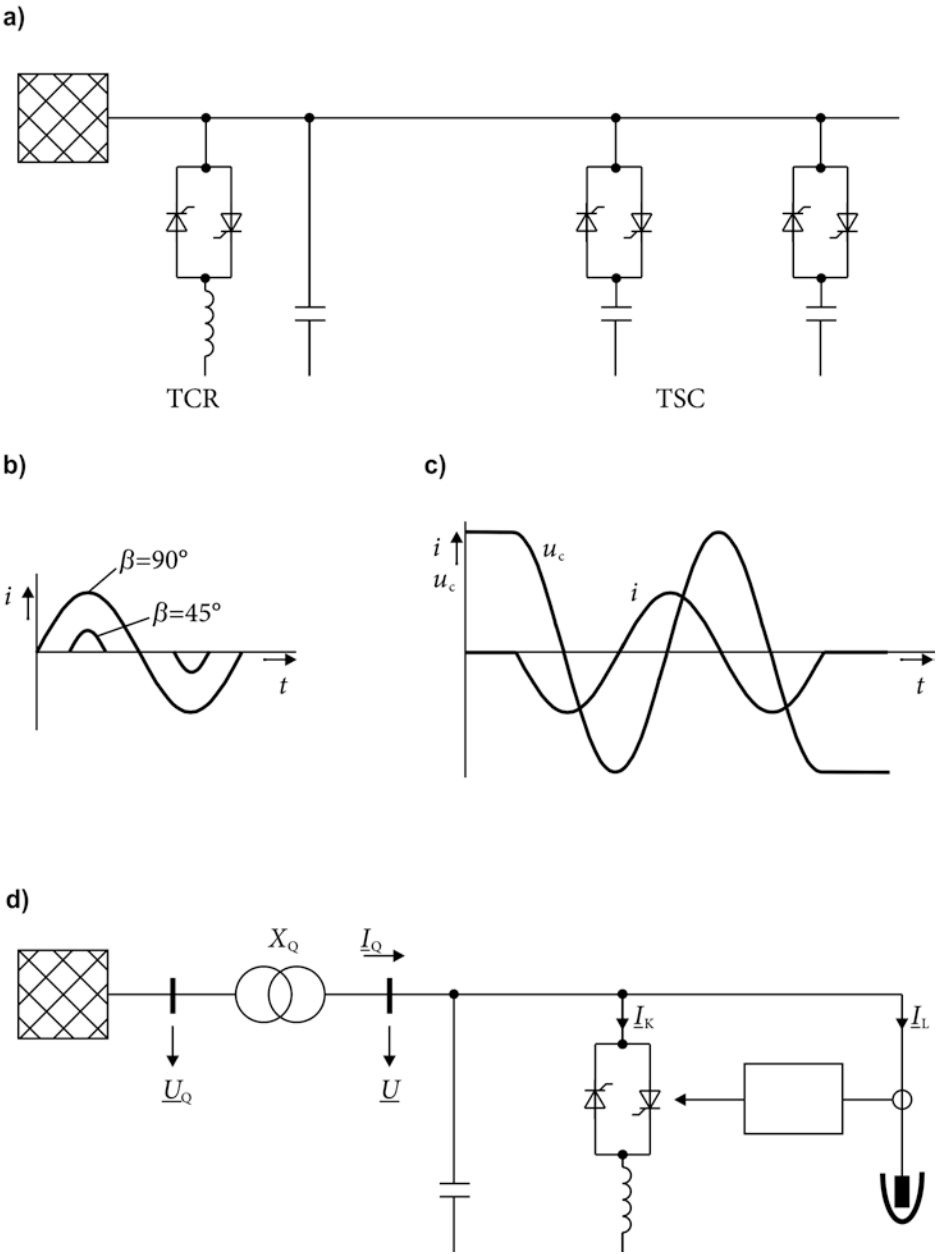 a)
TCR
TSC
b)
β=90°
i
β=45°
t
c)
i
u_c
u_c
i
t
d)
X_Q
I_Q
U_Q
U
I_K
I_L